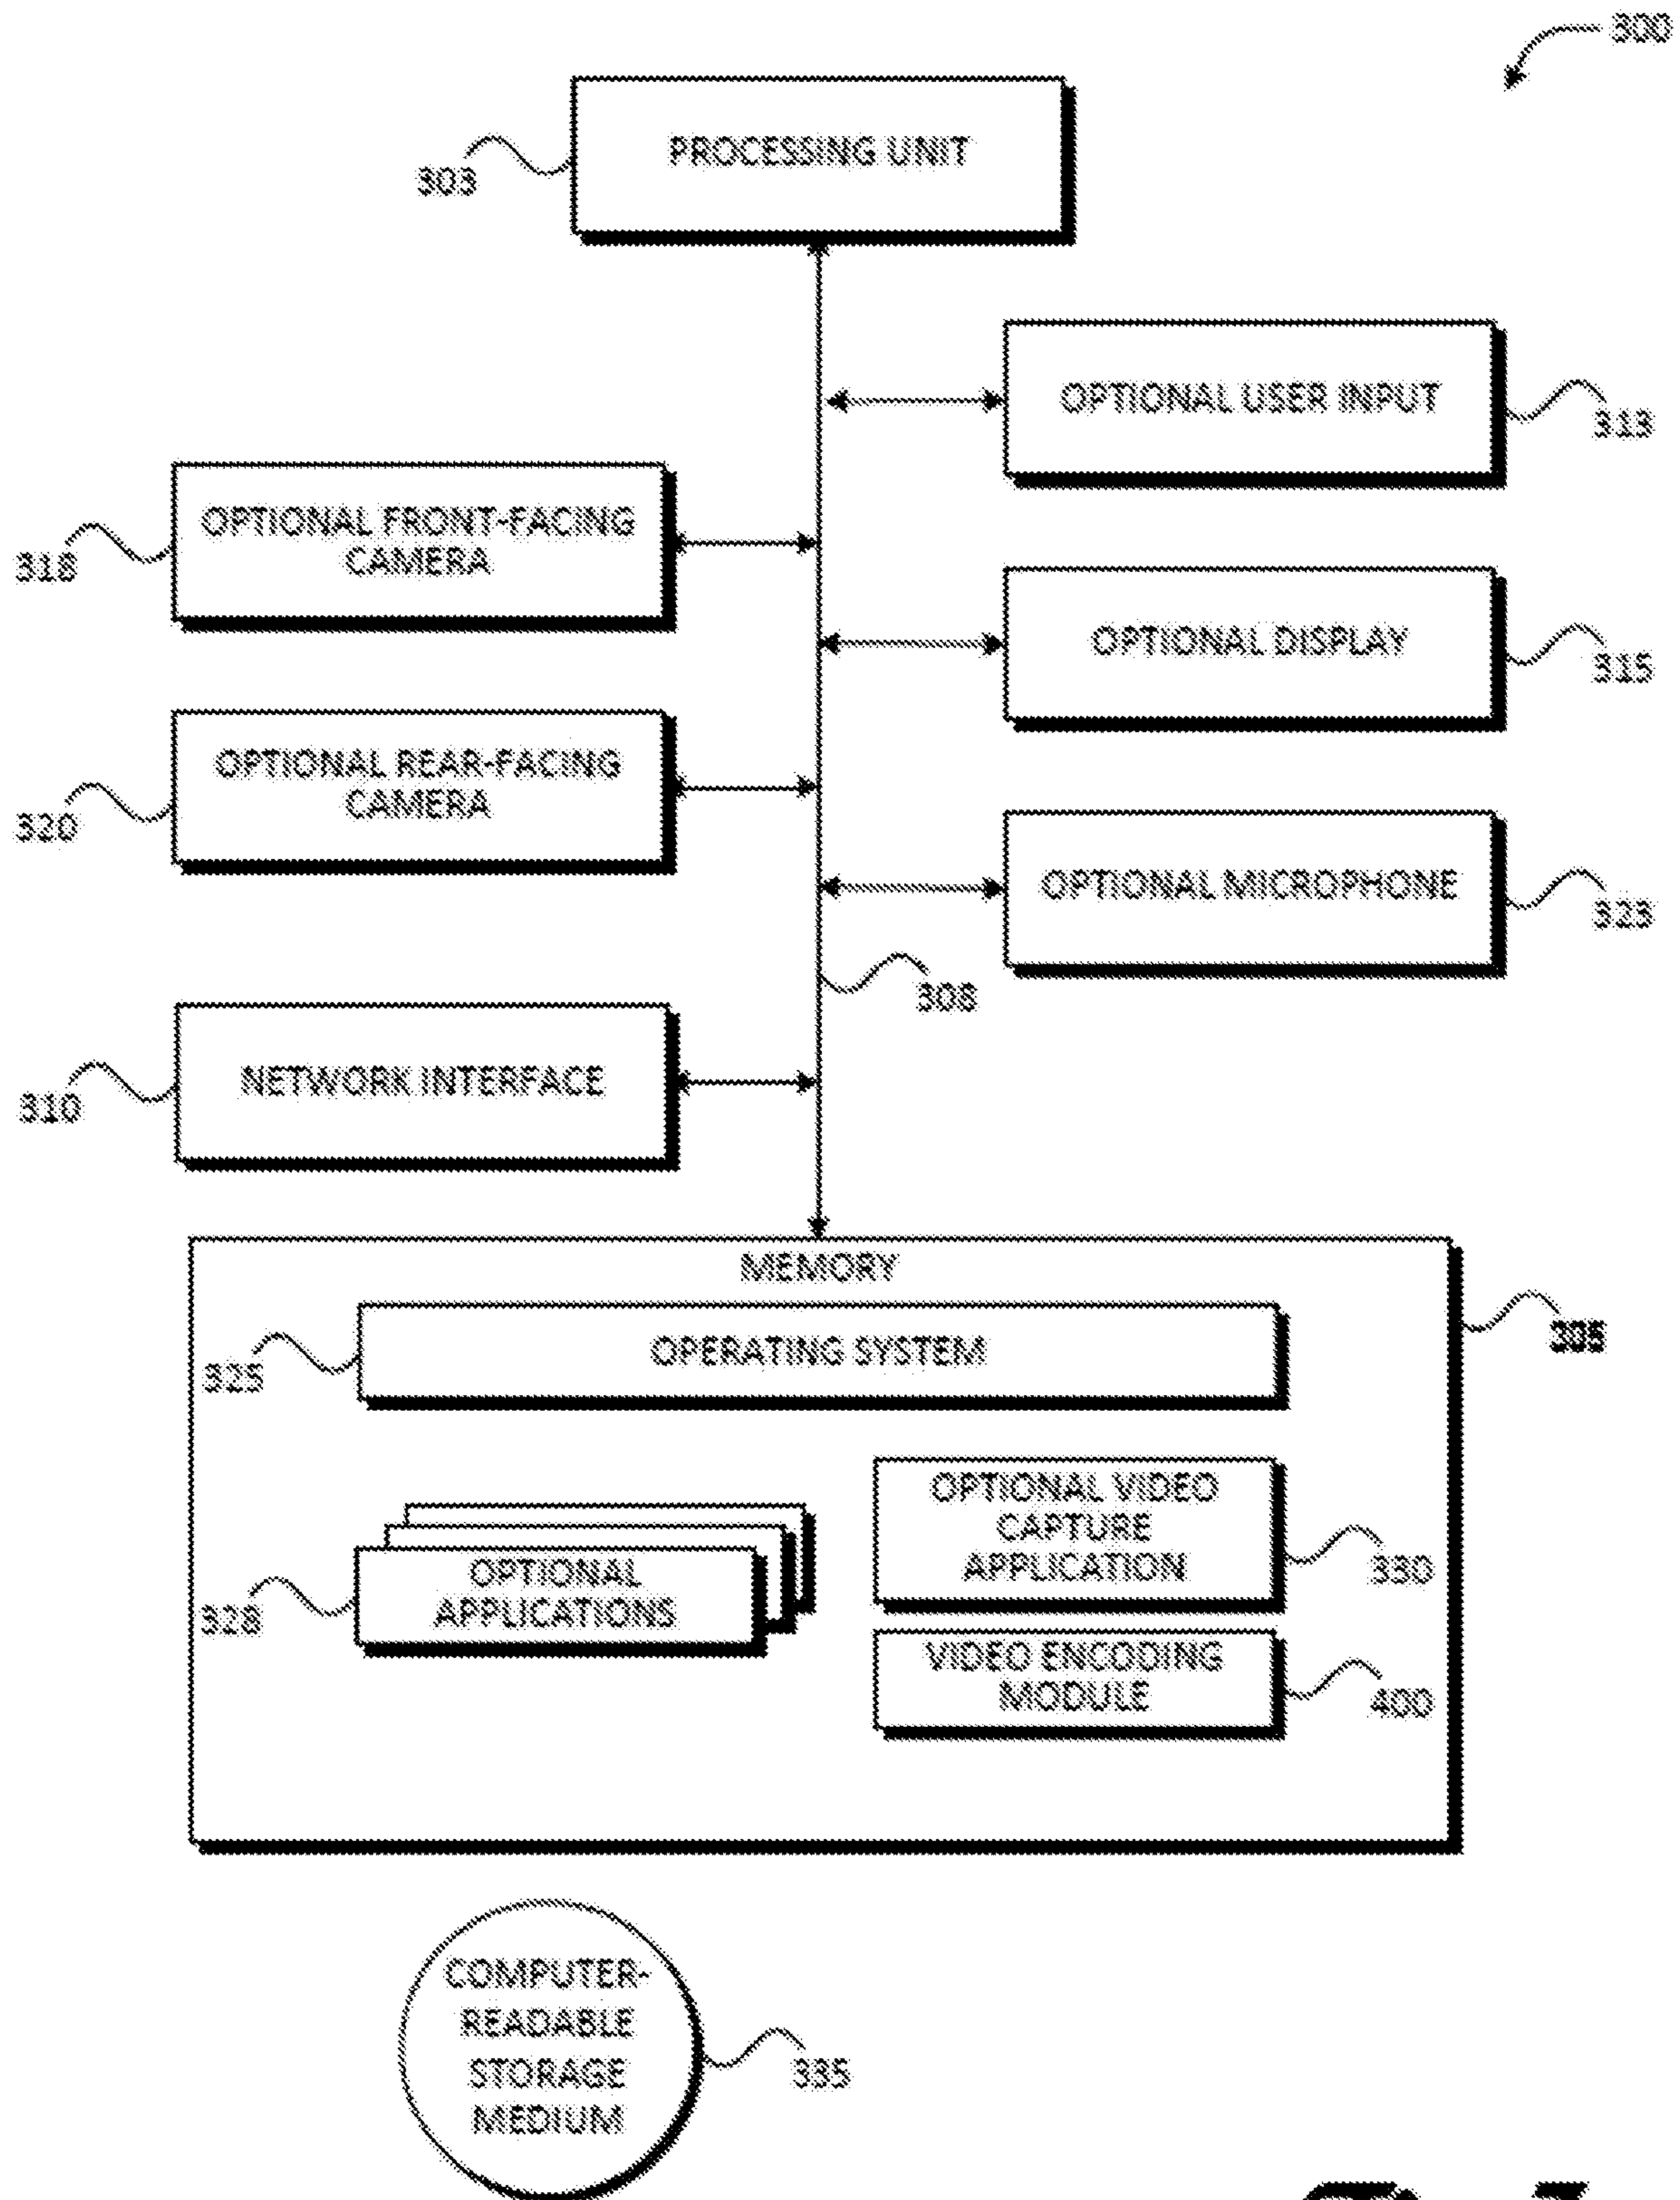 300
PROCESSING UNIT
303
OPTIONAL USER INPUT
313
OPTIONAL FRONT-FACING
CAMERA
318
OPTIONAL DISPLAY
315
OPTIONAL REAR-FACING
CAMERA
320
OPTIONAL MICROPHONE
323
308
NETWORK INTERFACE
310
MEMORY
305
OPERATING SYSTEM
325
OPTIONAL VIDEO
CAPTURE
APPLICATION
330
OPTIONAL
APPLICATIONS
328
VIDEO ENCODING
MODULE
400
COMPUTER-
READABLE
STORAGE
MEDIUM
335